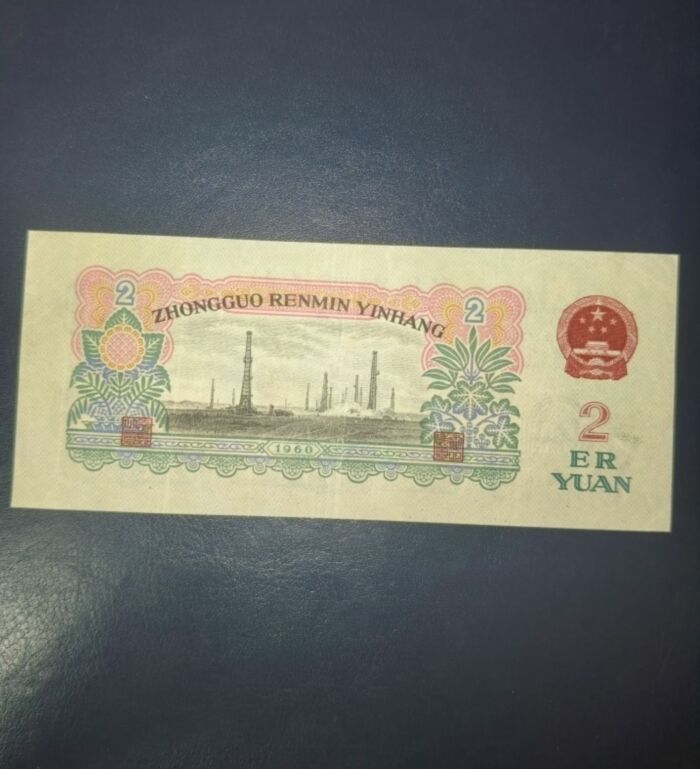 2
ZHONGGUO RENMIN YINHANG
2
1960
2
ER
YUAN